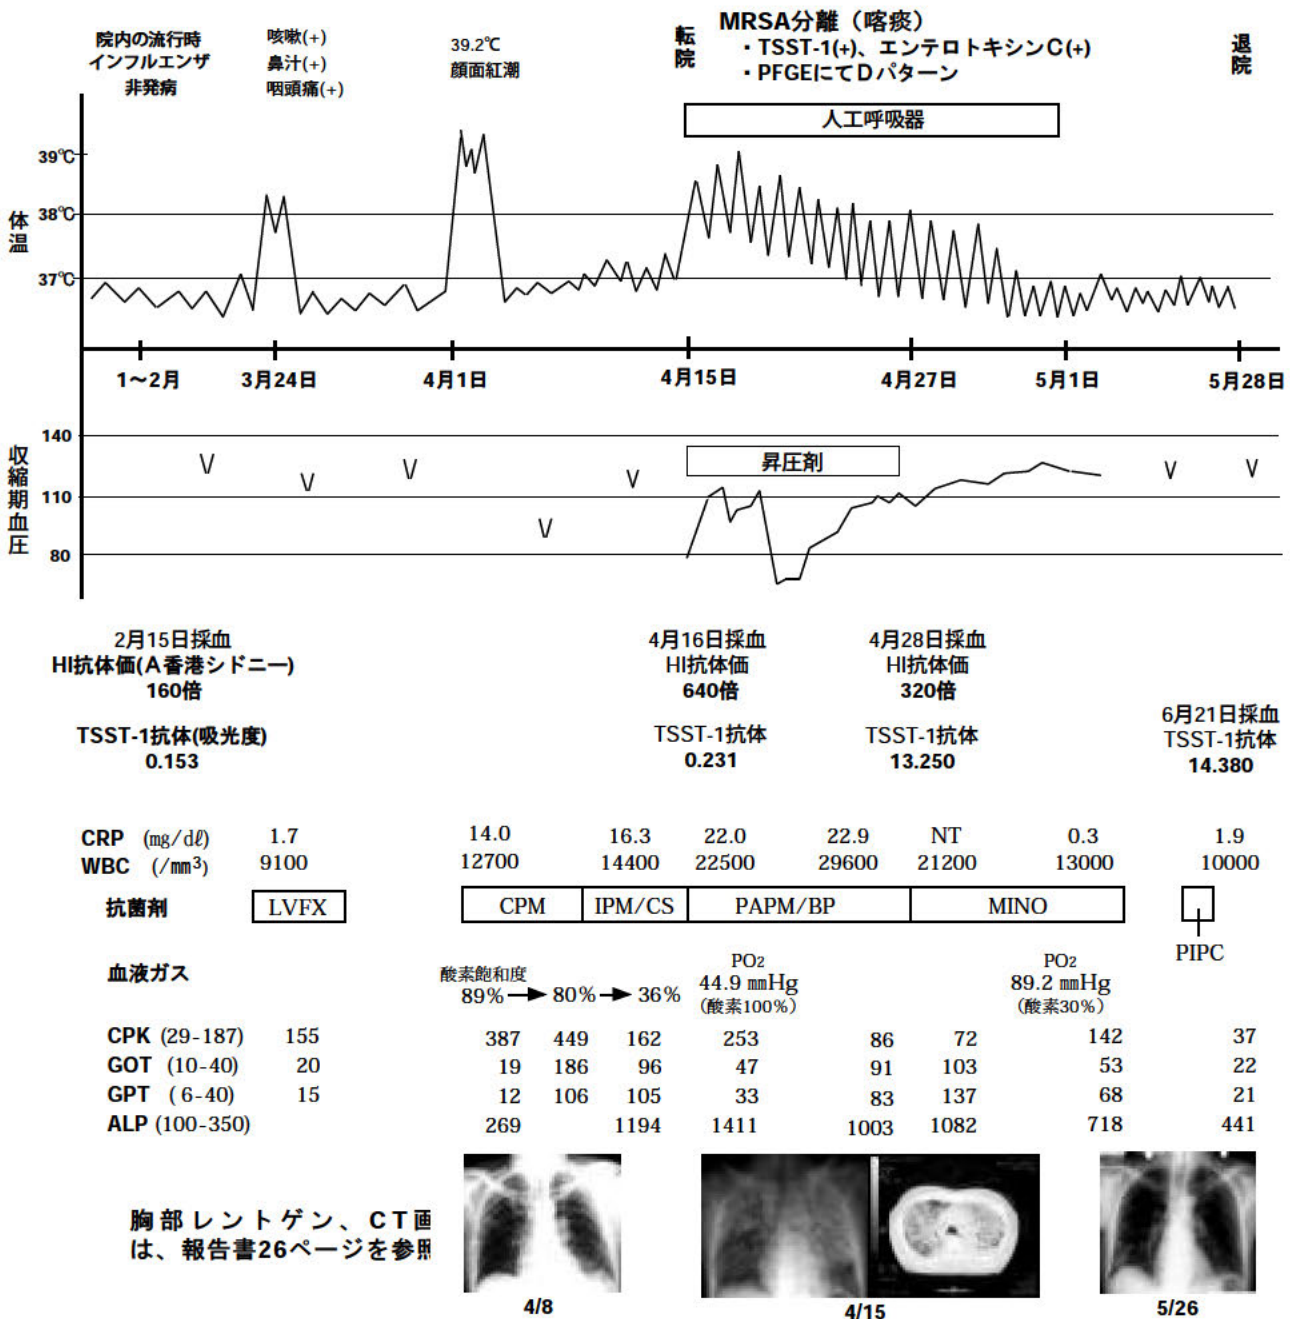 院内の流行時
インフルエンザ
非発病
咳嗽(+)
鼻汁(+)
咽頭痛(+)
39.2℃
顔面紅潮
転院
MRSA分離（喀痰）
・TSST-1(+)、エンテロトキシンC(+)
・PFGEにてDパターン
退院
人工呼吸器
体温
39℃
38℃
37℃
1～2月 3月24日 4月1日 4月15日 4月27日 5月1日 5月28日
収縮期血圧
140
110
80
昇圧剤
2月15日採血
HI抗体価(A香港シドニー)
160倍
TSST-1抗体(吸光度)
0.153
4月16日採血
HI抗体価
640倍
TSST-1抗体
0.231
4月28日採血
HI抗体価
320倍
TSST-1抗体
13.250
6月21日採血
TSST-1抗体
14.380
CRP (mg/dℓ) 1.7 14.0 16.3 22.0 22.9 NT 0.3 1.9
WBC (/mm³) 9100 12700 14400 22500 29600 21200 13000 10000
抗菌剤 LVFX CPM IPM/CS PAPM/BP MINO
PIPC
血液ガス
酸素飽和度
89%→80%→36%
PO2
44.9 mmHg
(酸素100%)
PO2
89.2 mmHg
(酸素30%)
CPK (29-187) 155 387 449 162 253 86 72 142 37
GOT (10-40) 20 19 186 96 47 91 103 53 22
GPT (6-40) 15 12 106 105 33 83 137 68 21
ALP (100-350) 269 1194 1411 1003 1082 718 441
胸部レントゲン、CT画
は、報告書26ページを参照
4/8
4/15
5/26